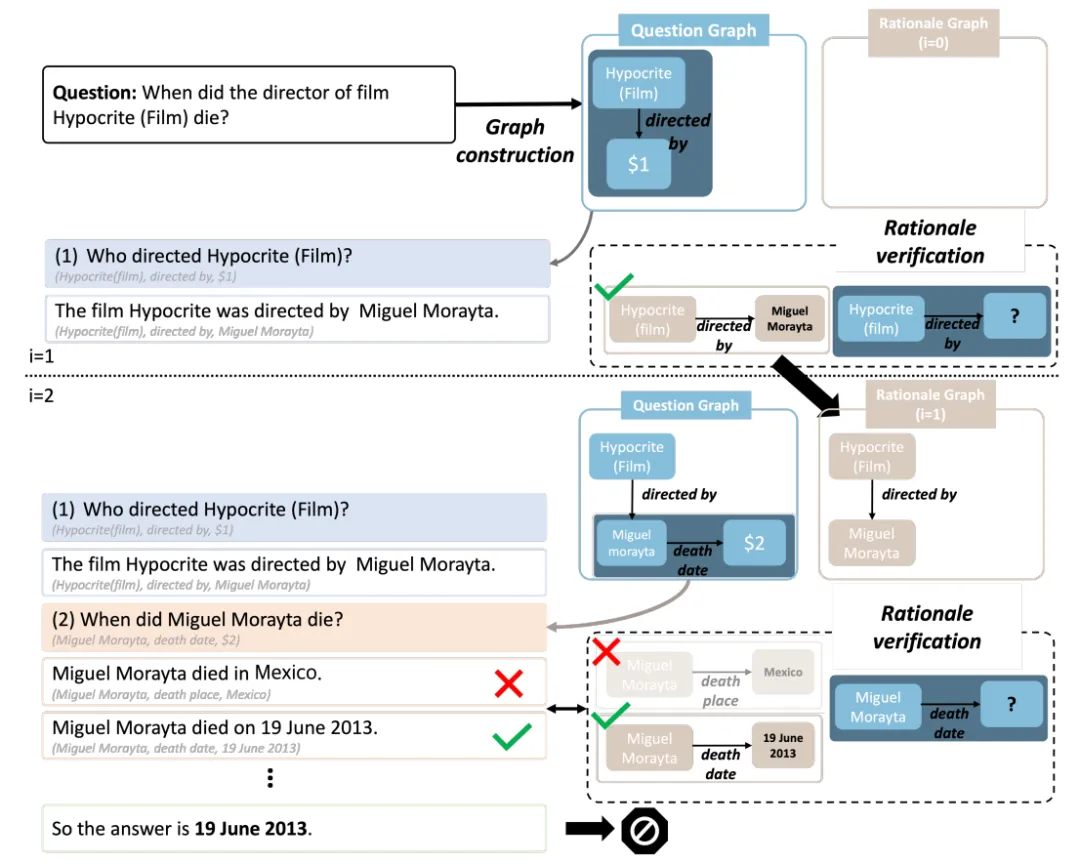 Question Graph
Rationale Graph
(i=0)
Question: When did the director of film
Hypocrite (Film) die?
Graph
construction
Hypocrite
(Film)
directed
by
$1
Rationale
verification
(1) Who directed Hypocrite (Film)?
(Hypocrite(film), directed by, $1)
The film Hypocrite was directed by Miguel Morayta.
(Hypocrite(film), directed by, Miguel Morayta)
Hypocrite
(film)
directed
by
Miguel
Morayta
Hypocrite
(film)
directed
by
?
i=1
i=2
Question Graph
Rationale Graph
(i=1)
Hypocrite
(Film)
directed by
Miguel
morayta
death
date
$2
Hypocrite
(Film)
directed by
Miguel
Morayta
(1) Who directed Hypocrite (Film)?
(Hypocrite(film), directed by, $1)
The film Hypocrite was directed by Miguel Morayta.
(Hypocrite(film), directed by, Miguel Morayta)
(2) When did Miguel Morayta die?
(Miguel Morayta, death date, $2)
Rationale
verification
Miguel Morayta died in Mexico.
(Miguel Morayta, death place, Mexico)
Miguel Morayta died on 19 June 2013.
(Miguel Morayta, death date, 19 June 2013)
Miguel
Morayta
death
place
Mexico
Miguel
Morayta
death
date
19 June
2013
Miguel
Morayta
death
date
?
So the answer is 19 June 2013.